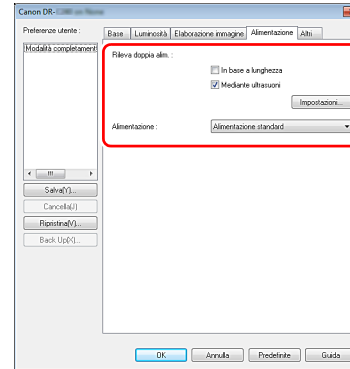 Canon DR-
Preferenze utente :
Modalità completament
Salva(Y)...
Cancella(J)
Ripristina(V)...
Back Up(X)...
Base Luminosità Elaborazione immagine Alimentazione Altri
Rileva doppia alim. :
In base a lunghezza
Mediante ultrasuoni
Impostazioni...
Alimentazione : Alimentazione standard
OK Annulla Predefinite Guida